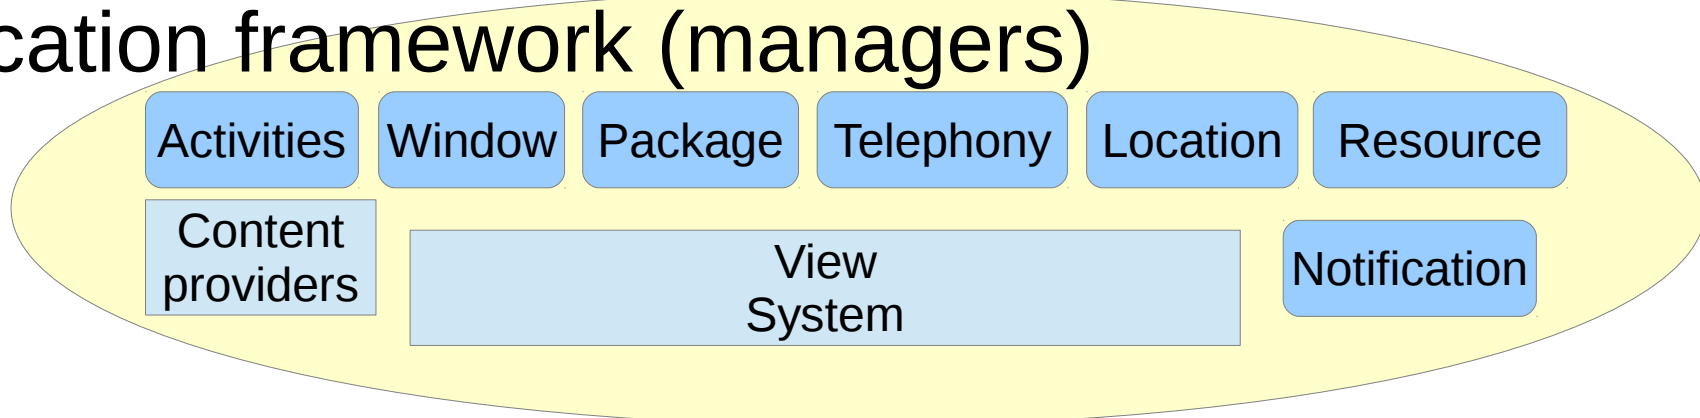 cation framework (managers)
Activities Window Package Telephony Location Resource
Content
providers
View
System
Notification